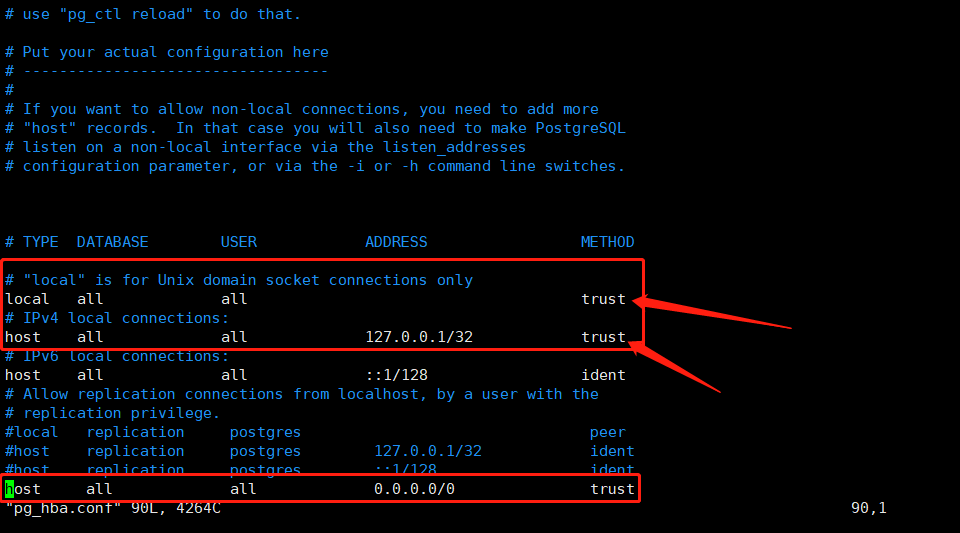 # use "pg_ctl reload" to do that.
# Put your actual configuration here
# ----------------------------------
#
# If you want to allow non-local connections, you need to add more
# "host" records.  In that case you will also need to make PostgreSQL
# listen on a non-local interface via the listen_addresses
# configuration parameter, or via the -i or -h command line switches.
# TYPE  DATABASE        USER            ADDRESS                 METHOD
# "local" is for Unix domain socket connections only
local   all             all                                     trust
# IPv4 local connections:
host    all             all             127.0.0.1/32            trust
# IPv6 local connections:
host    all             all             ::1/128                 ident
# Allow replication connections from localhost, by a user with the
# replication privilege.
#local   replication     postgres                                peer
#host    replication     postgres        127.0.0.1/32            ident
#host    replication     postgres        ::1/128                 ident
host     all             all             0.0.0.0/0               trust
"pg_hba.conf" 90L, 4264C                                                                      90,1